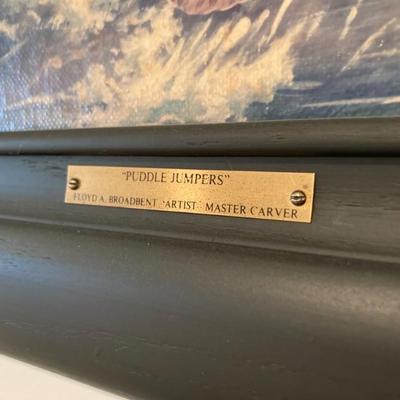 "PUDDLE JUMPERS"
FLOYD A. BROADBENT "ARTIST" MASTER CARVER